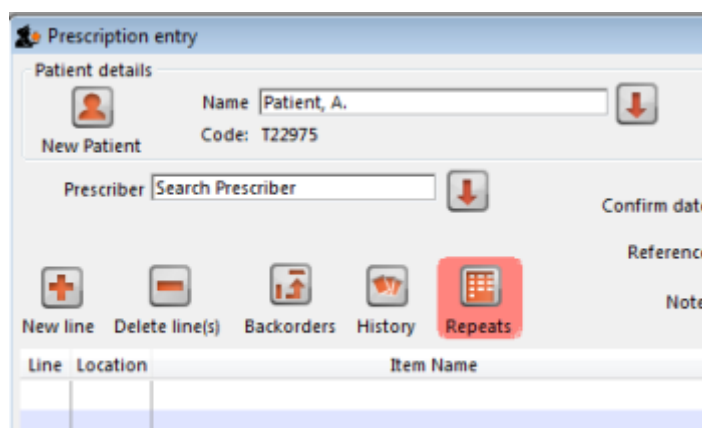 Prescription entry
Patient details
Name Patient, A.
New Patient
Code: T22975
Prescriber Search Prescriber
Confirm date
Reference
Note
New line Delete line(s) Backorders History Repeats
Line Location Item Name